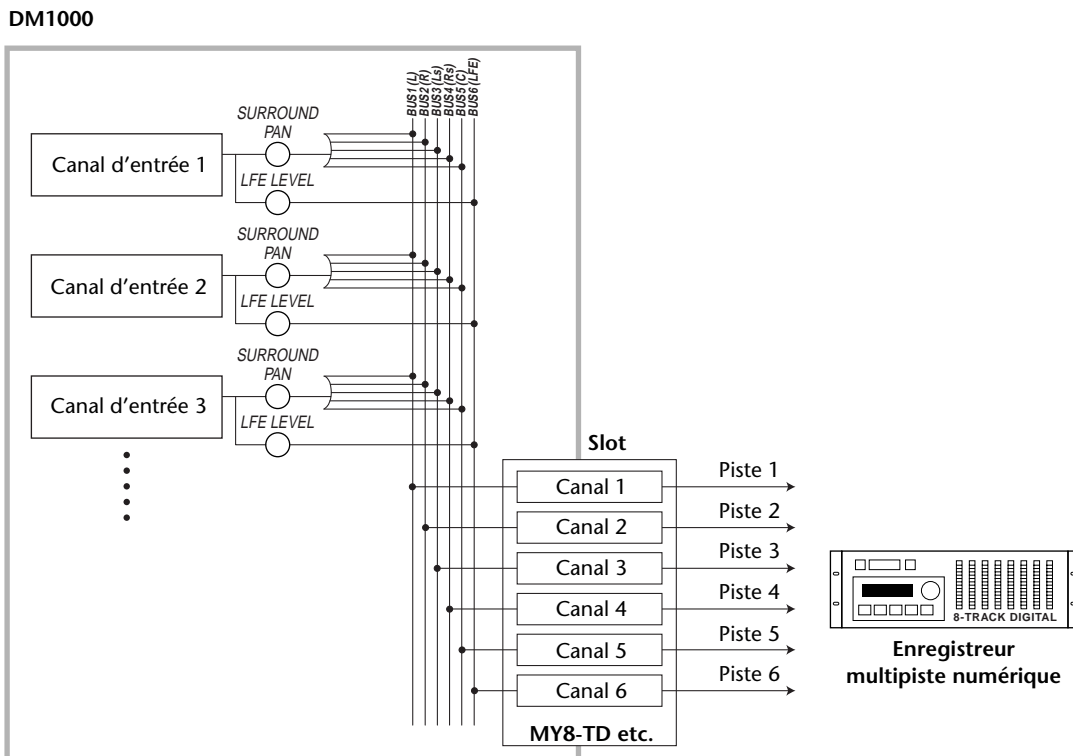 DM1000
BUS1 (L)
BUS2 (R)
BUS3 (Ls)
BUS4 (Rs)
BUS5 (C)
BUS6 (LFE)
SURROUND
PAN
Canal d'entrée 1
LFE LEVEL
SURROUND
PAN
Canal d'entrée 2
LFE LEVEL
SURROUND
PAN
Canal d'entrée 3
LFE LEVEL
Slot
Canal 1
Piste 1
Canal 2
Piste 2
Canal 3
Piste 3
Canal 4
Piste 4
Canal 5
Piste 5
Canal 6
Piste 6
MY8-TD etc.
8-TRACK DIGITAL
Enregistreur
multipiste numérique